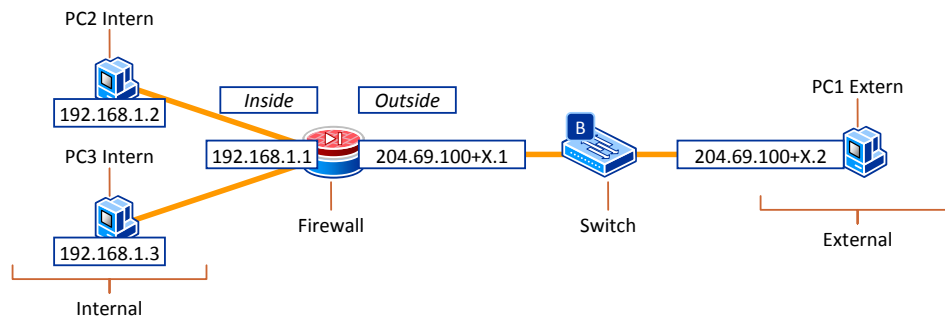 PC2 Intern
192.168.1.2
PC3 Intern
192.168.1.3
Internal
Inside
Outside
192.168.1.1
204.69.100+X.1
Firewall
B
Switch
PC1 Extern
204.69.100+X.2
External